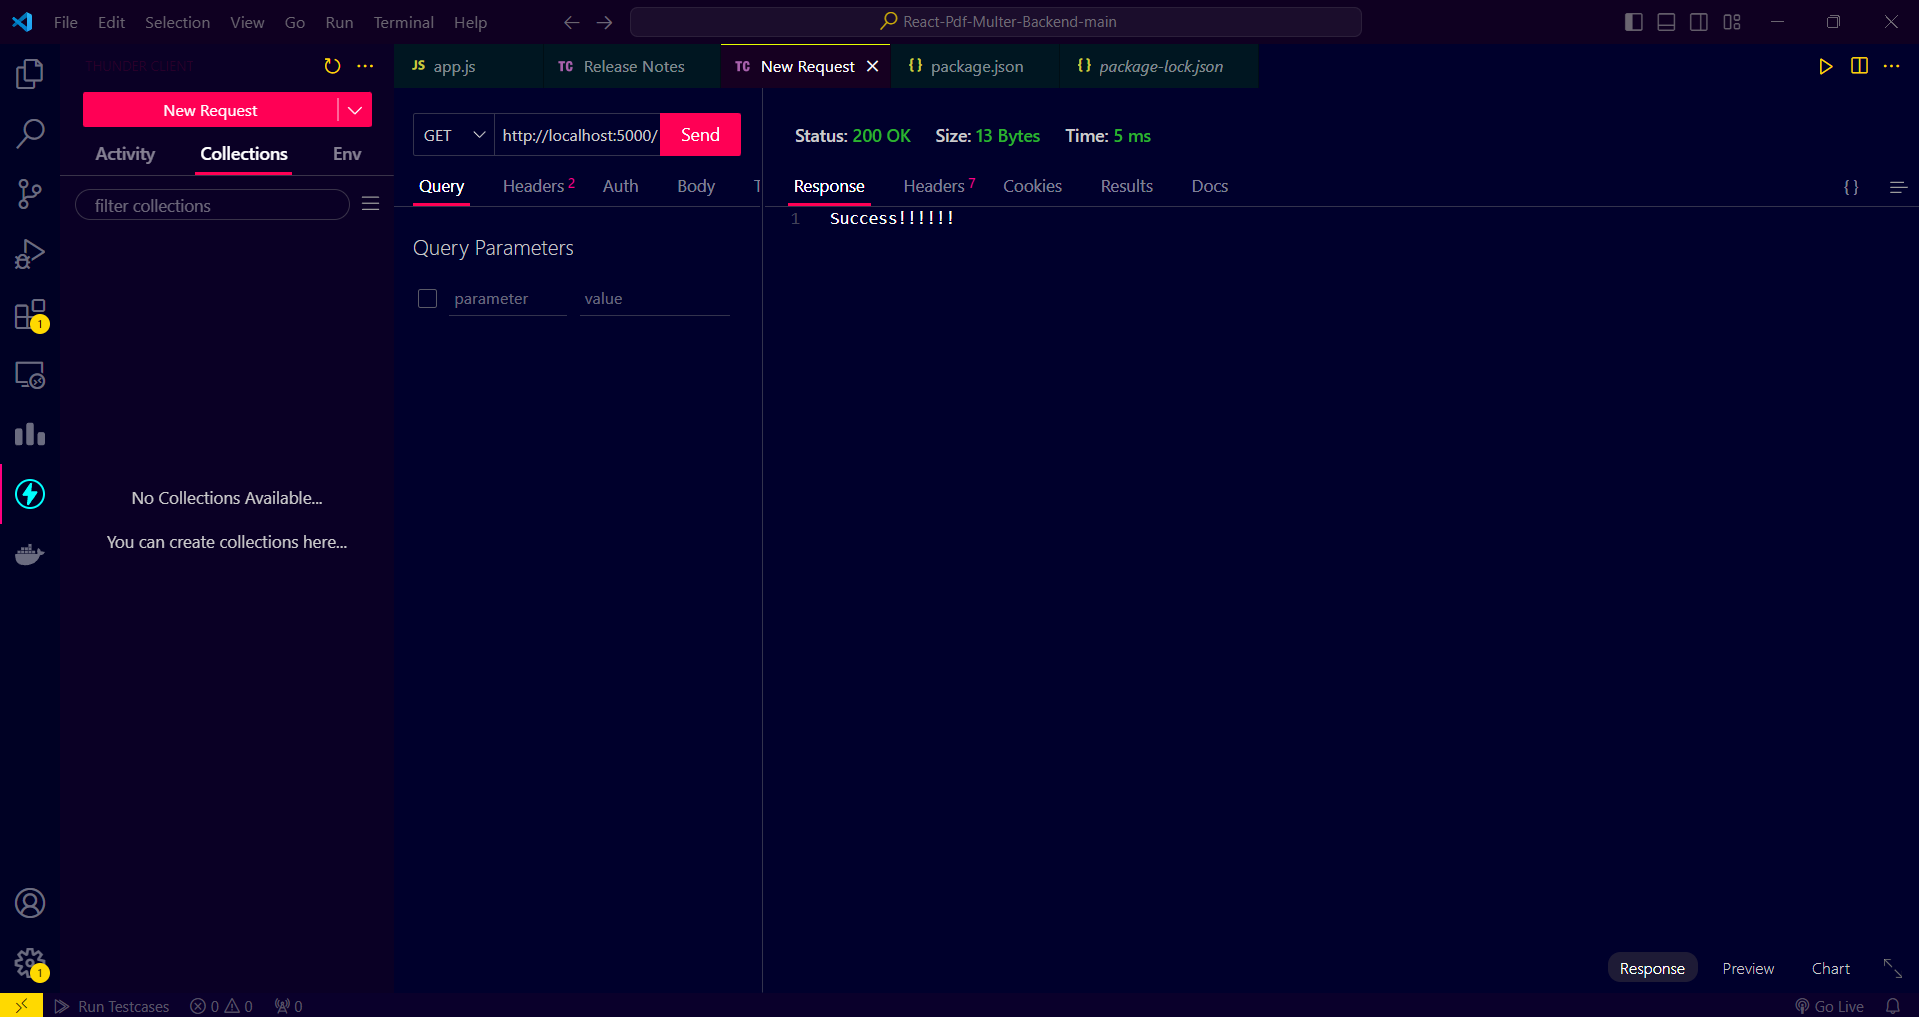 File Edit Selection View Go Run Terminal Help
React-Pdf-Multer-Backend-main
THUNDER CLIENT
New Request
Activity Collections Env
filter collections
No Collections Available...
You can create collections here...
JS app.js
TC Release Notes
TC New Request
{} package.json
{} package-lock.json
GET http://localhost:5000/ Send
Query Headers 2 Auth Body T
Query Parameters
parameter value
Status: 200 OK Size: 13 Bytes Time: 5 ms
Response Headers 7 Cookies Results Docs
{}
1 Success!!!!!!
Response Preview Chart
1
1
Run Testcases 0 0 0
Go Live